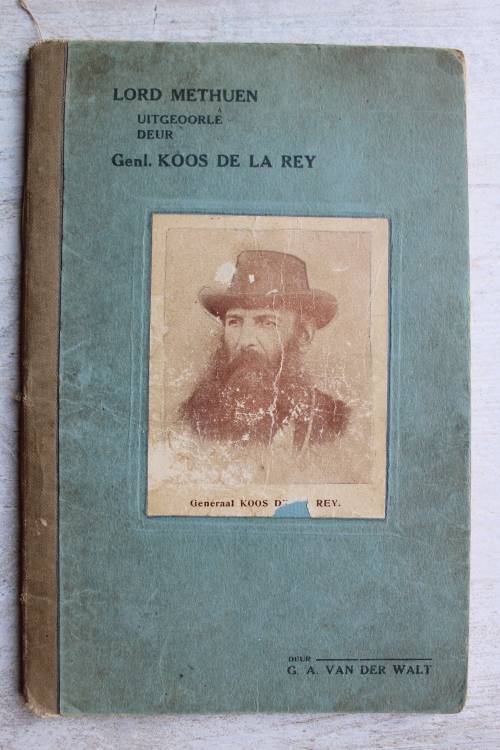 LORD METHUEN
UITGEOORLÊ
DEUR
Genl. KOOS DE LA REY
Generaal KOOS REY.
DEUR
G. A. VAN DER WALT